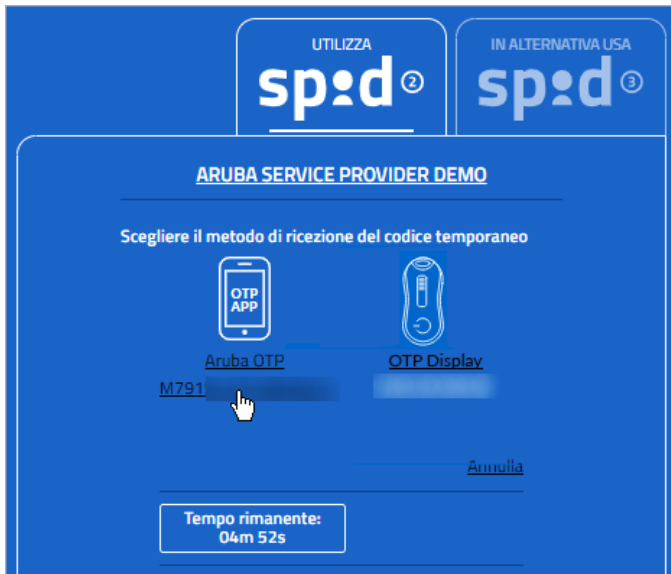 UTILIZZA
spid 2
IN ALTERNATIVA USA
spid 3
ARUBA SERVICE PROVIDER DEMO
Scegliere il metodo di ricezione del codice temporaneo
OTP
APP
Aruba OTP
OTP Display
M791
Annulla
Tempo rimanente:
04m 52s